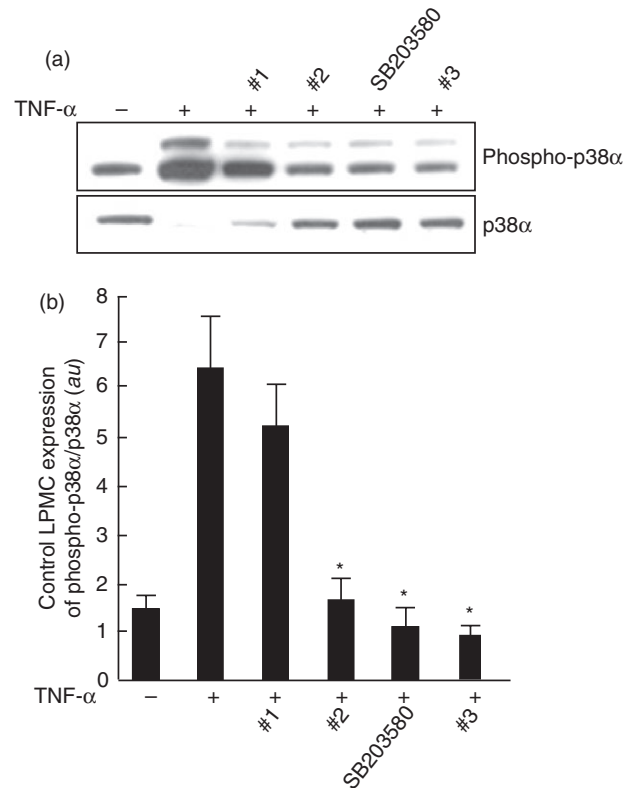 (a)
#1 #2 SB203580 #3
TNF-α – + + + + +
Phospho-p38α
p38α
(b)
Control LPMC expression
of phospho-p38α/p38α (au)
8
7
6
5
4
3
2
1
0
* * *
TNF-α – + + + + +
#1 #2 SB203580 #3